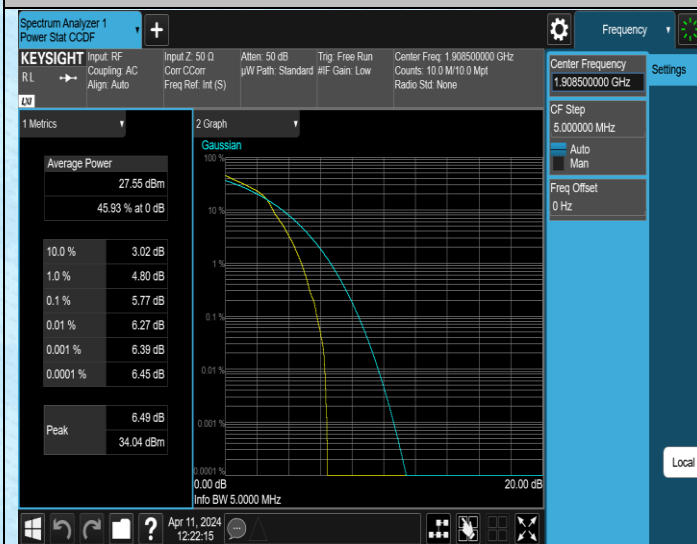 Spectrum Analyzer 1
Power Stat CCDF
+
Frequency
KEYSIGHT
RL
Input: RF
Coupling: AC
Align: Auto
Input Z: 50 Ω
Corr CCorr
Freq Ref: Int (S)
Atten: 50 dB
µW Path: Standard
Trig: Free Run
#IF Gain: Low
Center Freq: 1.908500000 GHz
Counts: 10.0 M/10.0 Mpt
Radio Std: None
LXI
Center Frequency
1.908500000 GHz
Settings
CF Step
5.000000 MHz
Auto
Man
Freq Offset
0 Hz
Local
1 Metrics
Average Power
27.55 dBm
45.93 % at 0 dB
10.0 % 3.02 dB
1.0 % 4.80 dB
0.1 % 5.77 dB
0.01 % 6.27 dB
0.001 % 6.39 dB
0.0001 % 6.45 dB
Peak
6.49 dB
34.04 dBm
2 Graph
Gaussian
100 %
10 %
1 %
0.1 %
0.01 %
0.001 %
0.0001 %
0.00 dB 20.00 dB
Info BW 5.0000 MHz
?
Apr 11, 2024
12:22:15